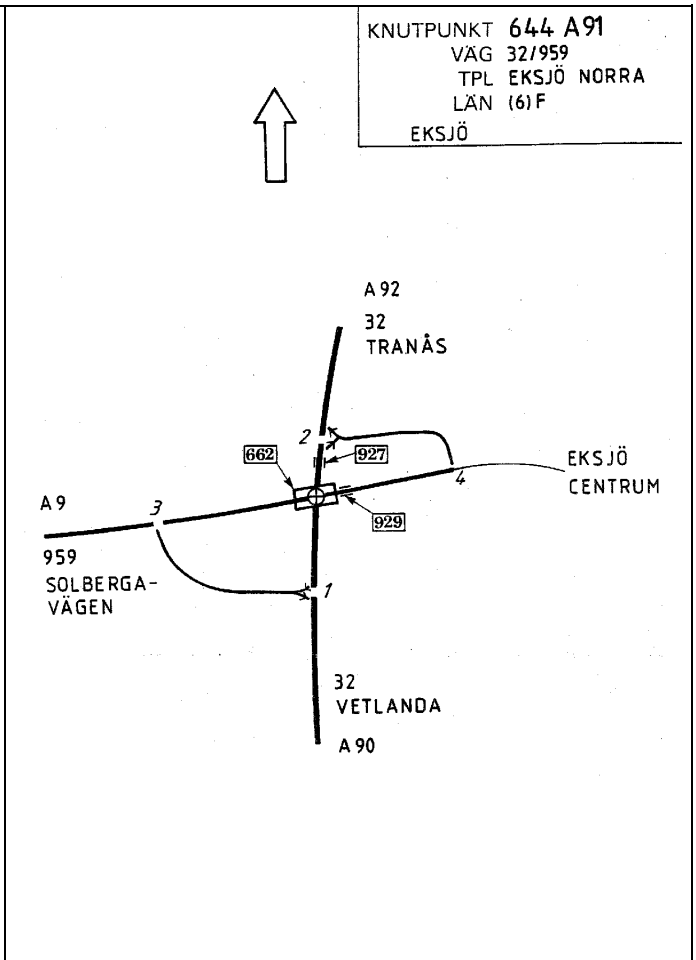 KNUTPUNKT 644 A91
VÄG 32/959
TPL EKSJÖ NORRA
LÄN (6)F
EKSJÖ
A 92
32
TRANÅS
2
662
927
EKSJÖ
CENTRUM
4
A 9
3
929
959
SOLBERGA-
VÄGEN
1
32
VETLANDA
A 90